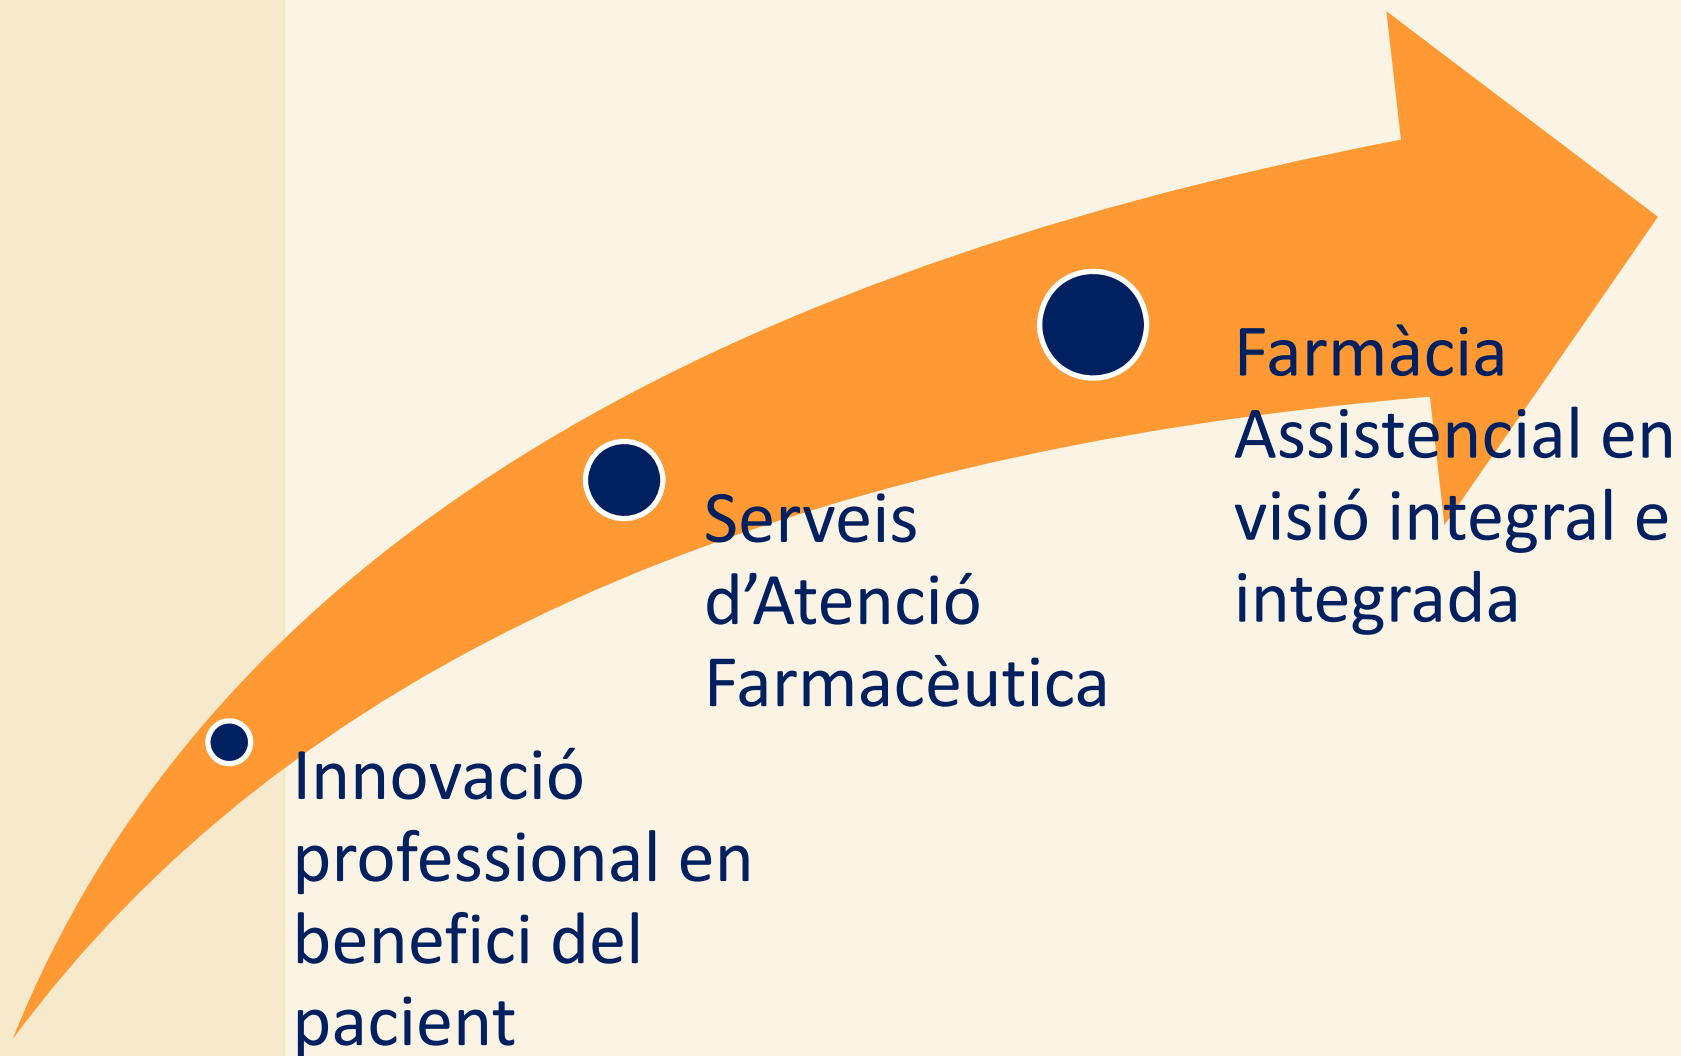 Farmàcia
Assistencial en
visió integral e
integrada
Serveis
d’Atenció
Farmacèutica
Innovació
professional en
benefici del
pacient